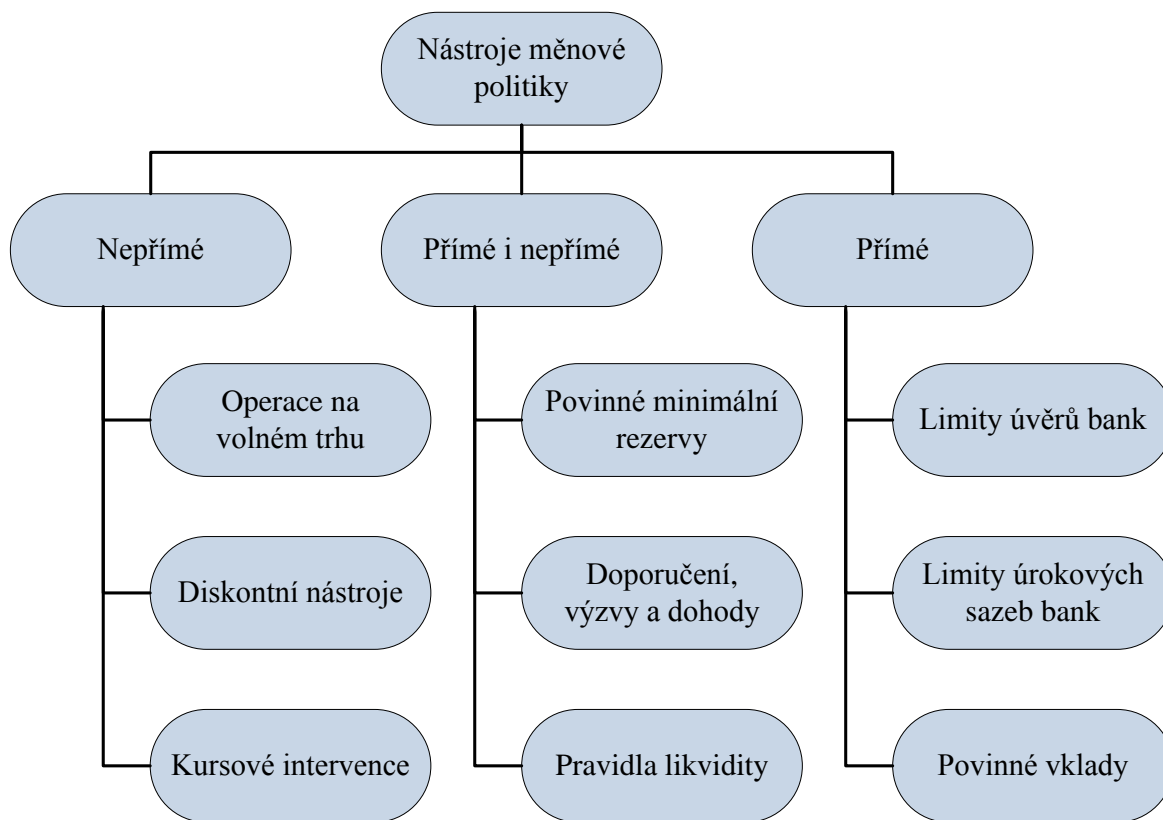 Nástroje měnové
politiky
Nepřímé
Přímé i nepřímé
Přímé
Operace na
volném trhu
Povinné minimální
rezervy
Limity úvěrů bank
Diskontní nástroje
Doporučení,
výzvy a dohody
Limity úrokových
sazeb bank
Kursové intervence
Pravidla likvidity
Povinné vklady